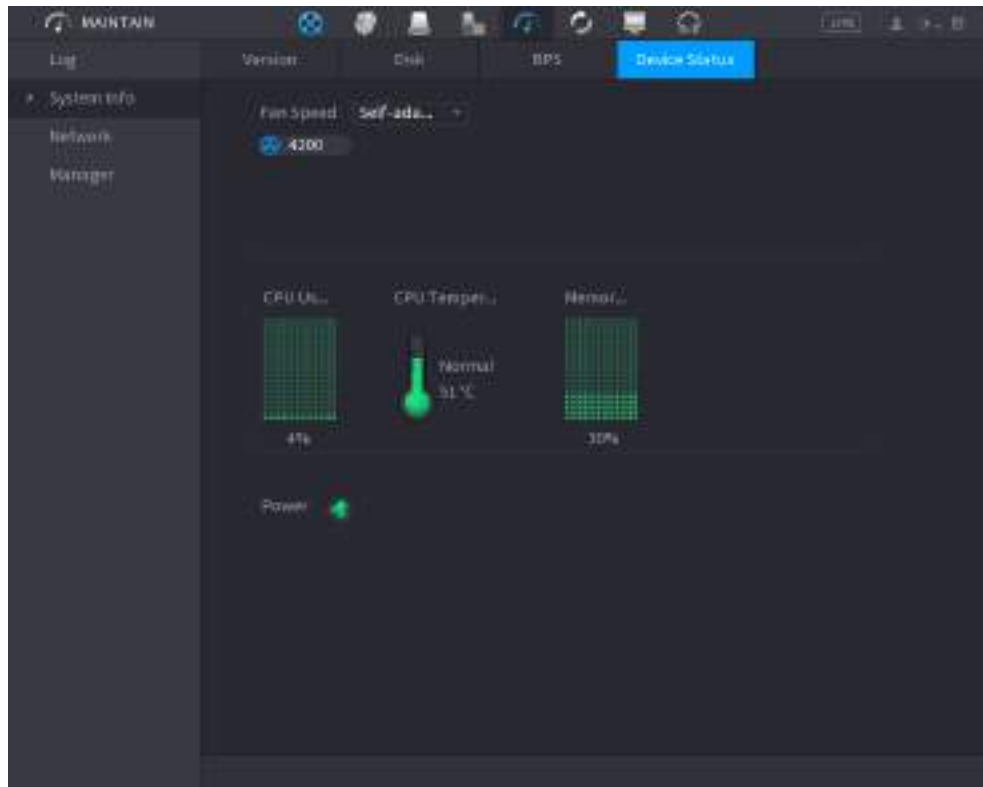 MAINTAIN
LIVE
Log
Version
Disk
BPS
Device Status
System Info
Network
Manager
Fan Speed
Self-ada...
4200
CPU Us...
CPU Temper...
Memor...
Normal
51 °C
4%
30%
Power